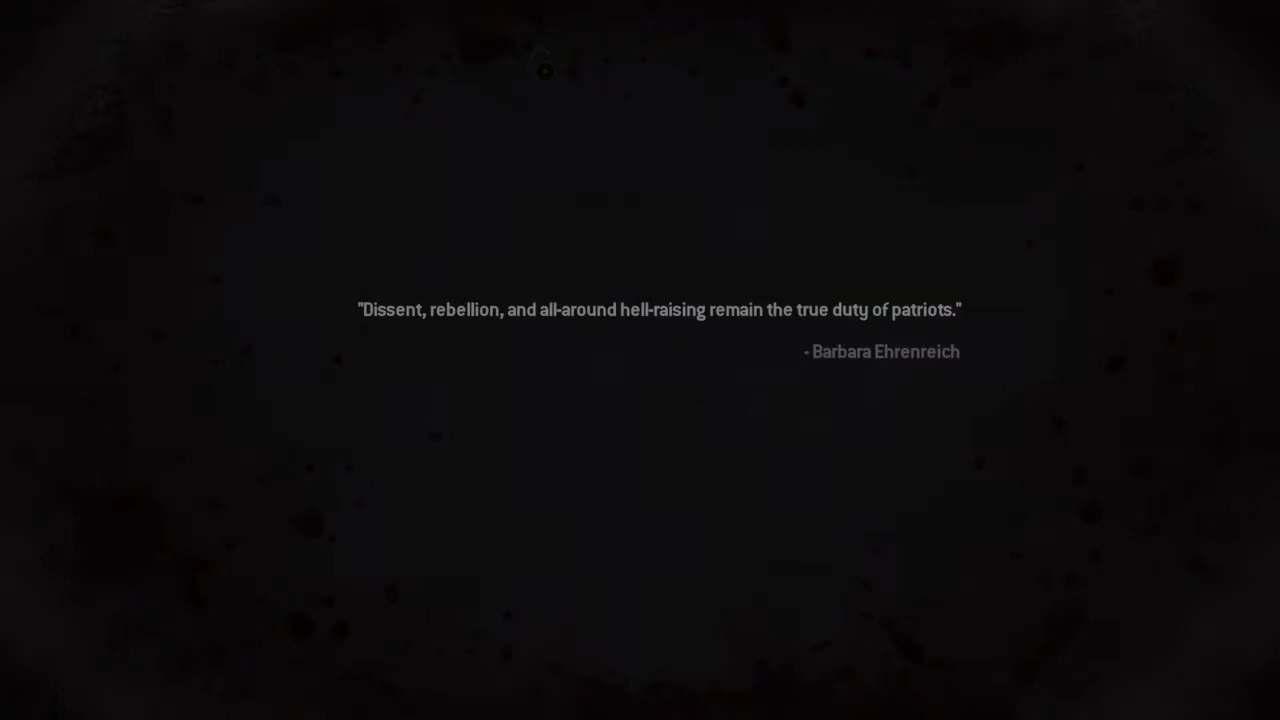 "Dissent, rebellion, and all-around hell-raising remain the true duty of patriots."
- Barbara Ehrenreich